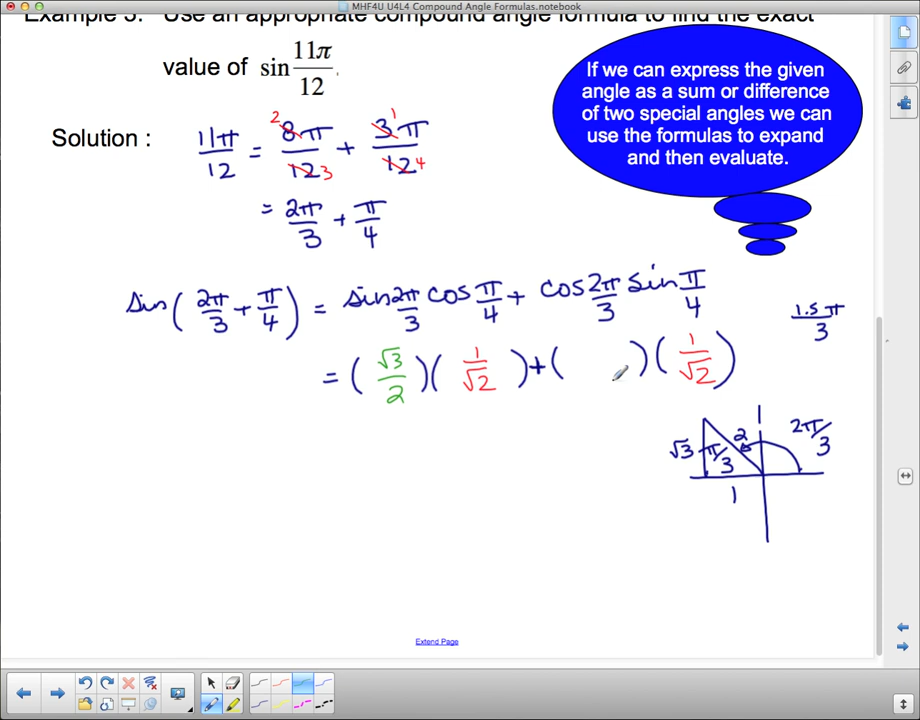 MHF4U U4L4 Compound Angle Formulas.notebook
Example 3: Use an appropriate compound angle formula to find the exact
value of sin 11π/12.
If we can express the given
angle as a sum or difference
of two special angles we can
use the formulas to expand
and then evaluate.
Solution : 11π/12 = 8π/12 + 3π/12
2 3 1 4
= 2π/3 + π/4
sin(2π/3 + π/4) = sin 2π/3 cos π/4 + cos 2π/3 sin π/4
1.5π/3
= (√3/2)(1/√2) + ( )(1/√2)
√3 π/3 2 2π/3
1
Extend Page